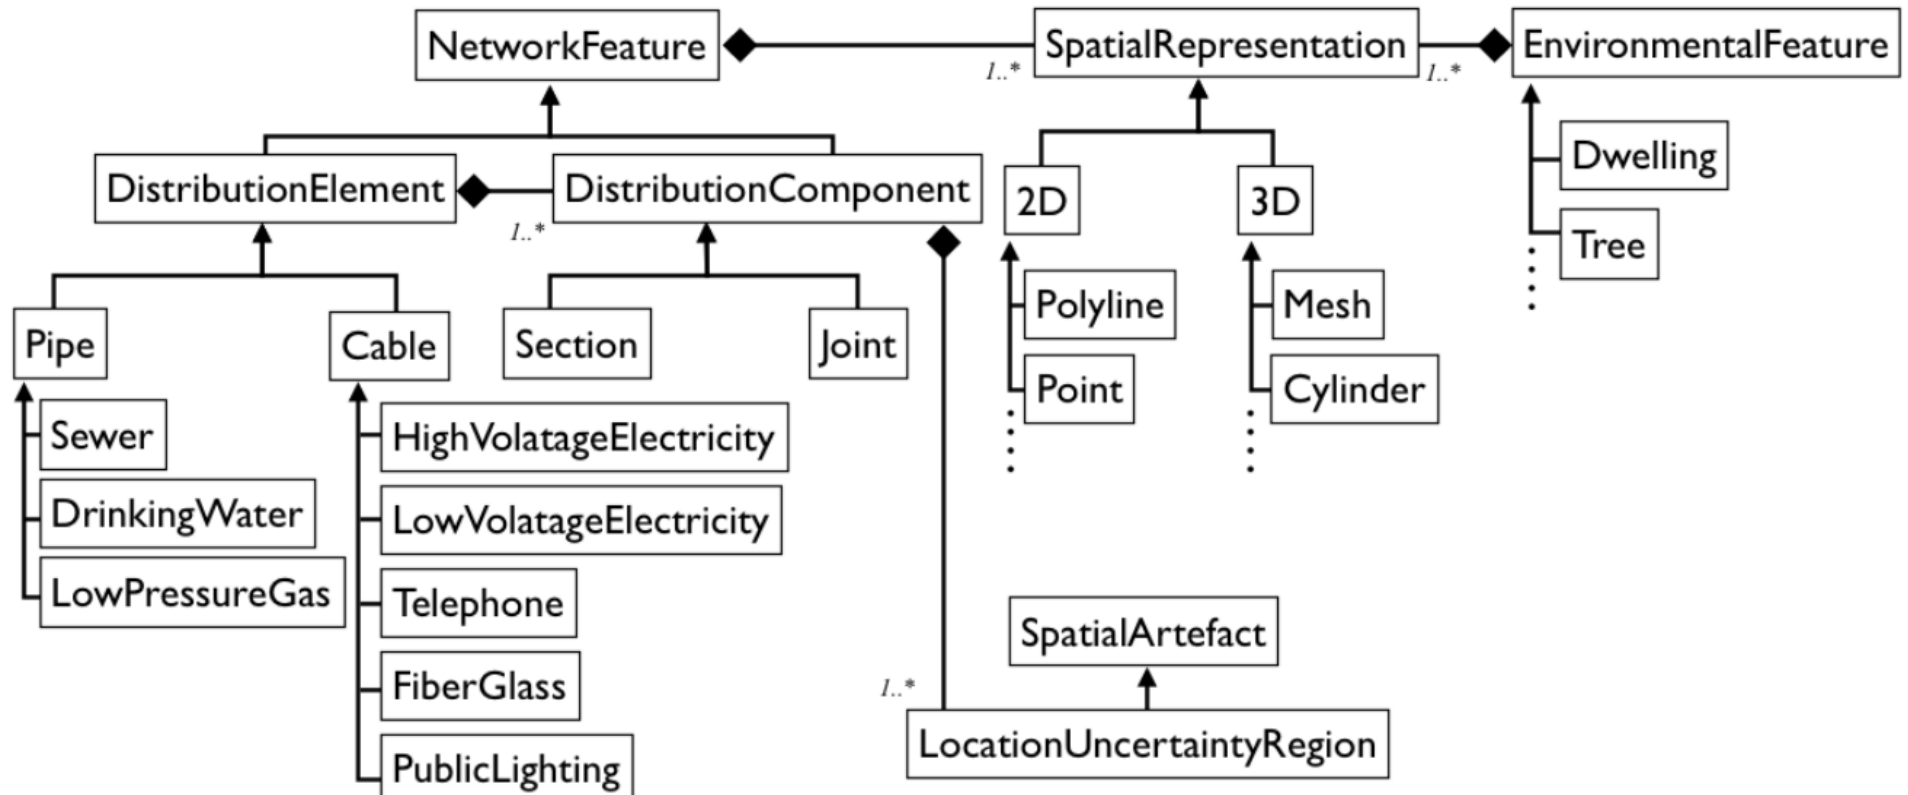 NetworkFeature
SpatialRepresentation
EnvironmentalFeature
1..*
1..*
DistributionElement
DistributionComponent
1..*
2D
3D
Dwelling
Tree
Polyline
Point
Mesh
Cylinder
Pipe
Cable
Section
Joint
Sewer
DrinkingWater
LowPressureGas
HighVolatageElectricity
LowVolatageElectricity
Telephone
FiberGlass
PublicLighting
SpatialArtefact
1..*
LocationUncertaintyRegion